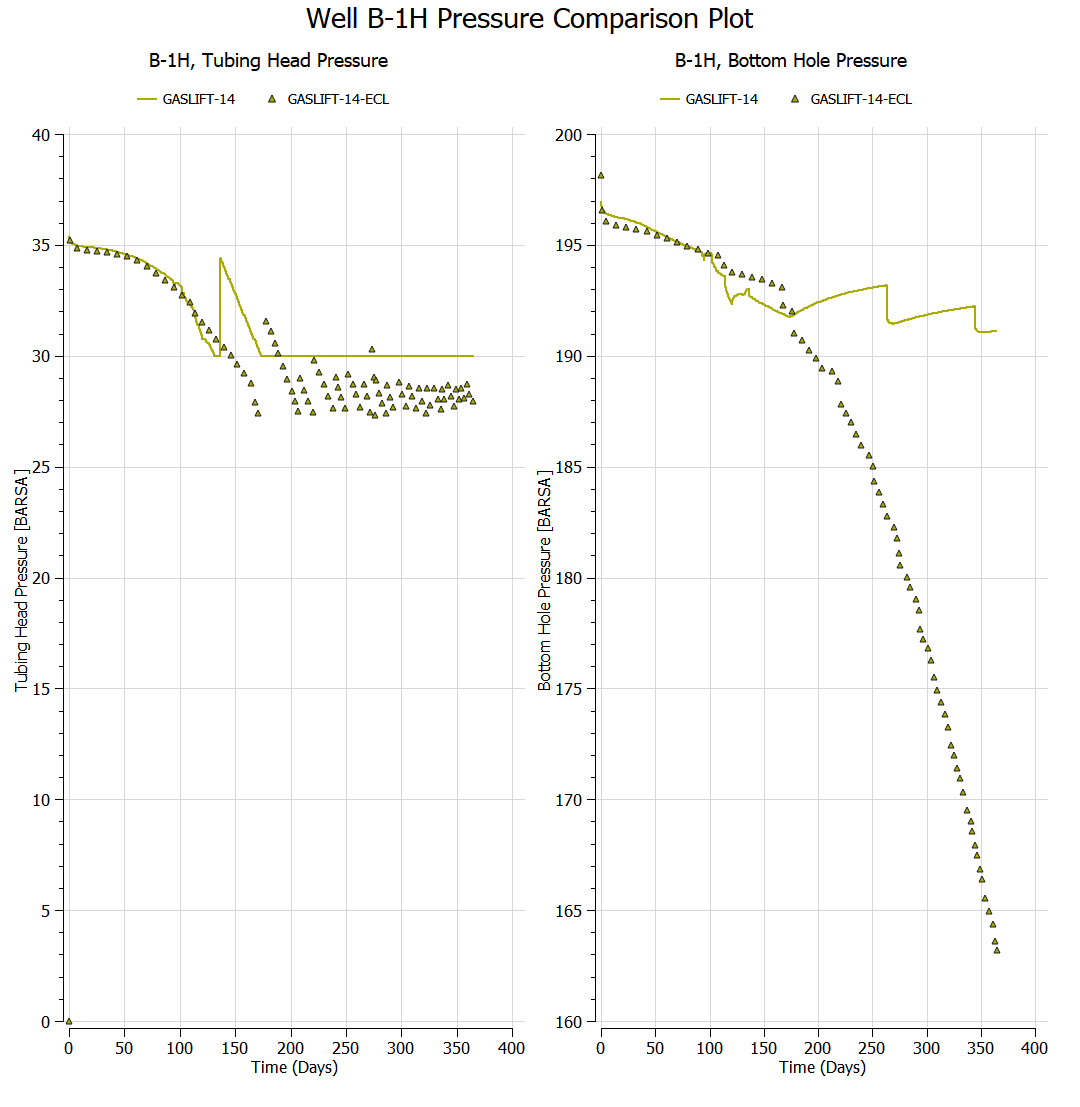 Well B-1H Pressure Comparison Plot
B-1H, Tubing Head Pressure
GASLIFT-14 GASLIFT-14-ECL
40
35
30
25
20
15
10
5
0
Tubing Head Pressure [BARSA]
0 50 100 150 200 250 300 350 400
Time (Days)
B-1H, Bottom Hole Pressure
GASLIFT-14 GASLIFT-14-ECL
200
195
190
185
180
175
170
165
160
Bottom Hole Pressure [BARSA]
0 50 100 150 200 250 300 350 400
Time (Days)